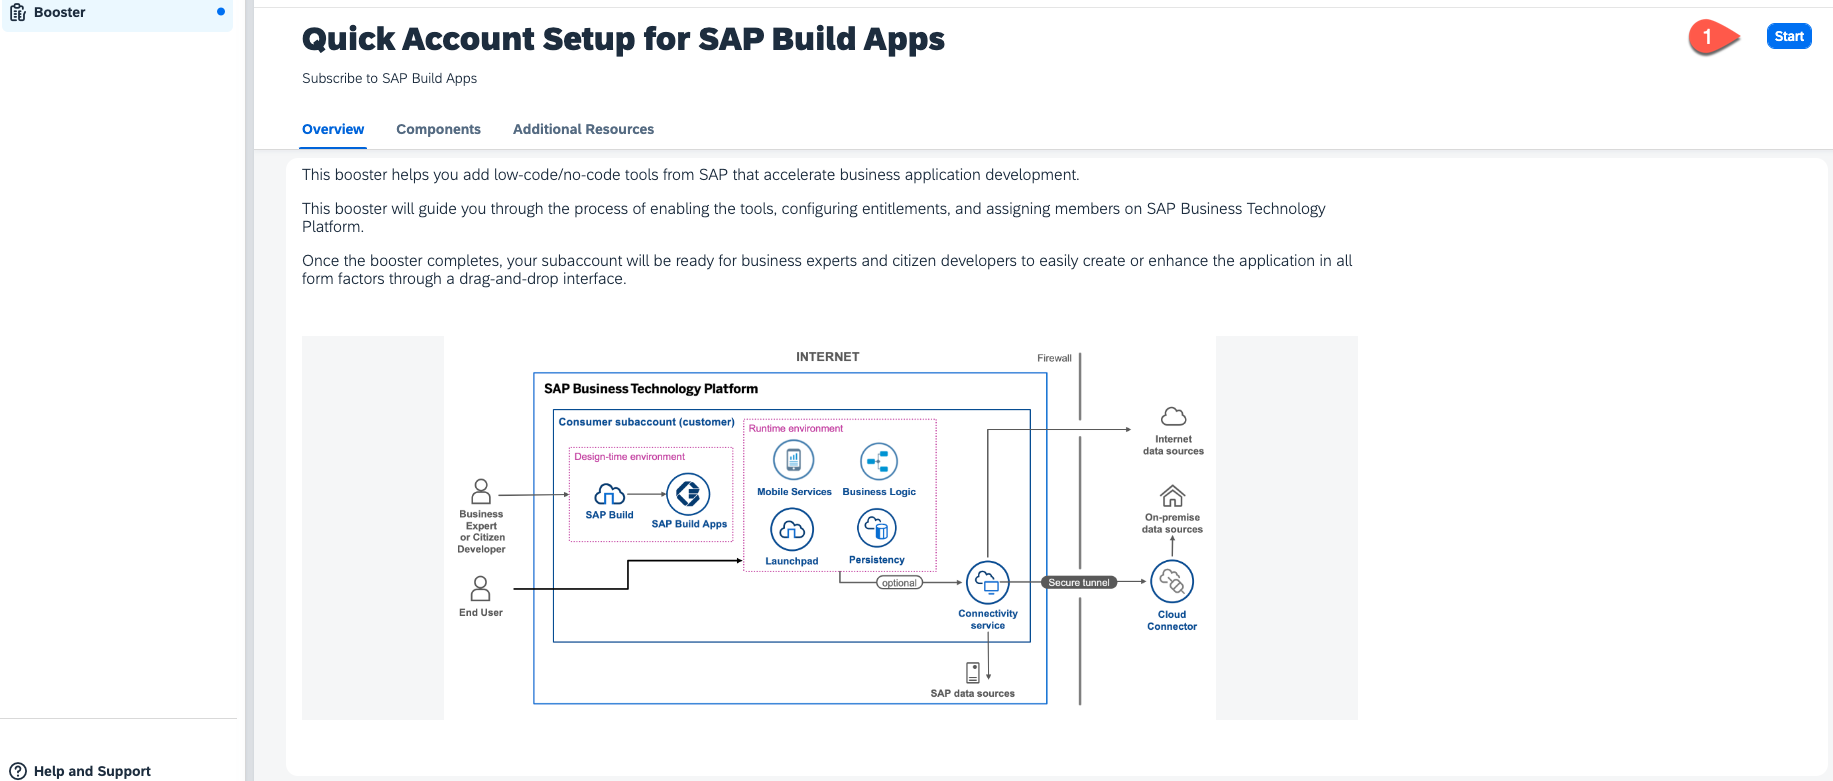 Booster
Quick Account Setup for SAP Build Apps
1
Start
Subscribe to SAP Build Apps
Overview
Components
Additional Resources
This booster helps you add low-code/no-code tools from SAP that accelerate business application development.
This booster will guide you through the process of enabling the tools, configuring entitlements, and assigning members on SAP Business Technology
Platform.
Once the booster completes, your subaccount will be ready for business experts and citizen developers to easily create or enhance the application in all
form factors through a drag-and-drop interface.
INTERNET
Firewall
SAP Business Technology Platform
Consumer subaccount (customer)
Runtime environment
Design-time environment
Mobile Services
Business Logic
SAP Build
SAP Build Apps
Launchpad
Persistency
Business
Expert
or Citizen
Developer
End User
optional
Connectivity
service
Secure tunnel
Internet
data sources
On-premise
data sources
Cloud
Connector
SAP data sources
? Help and Support